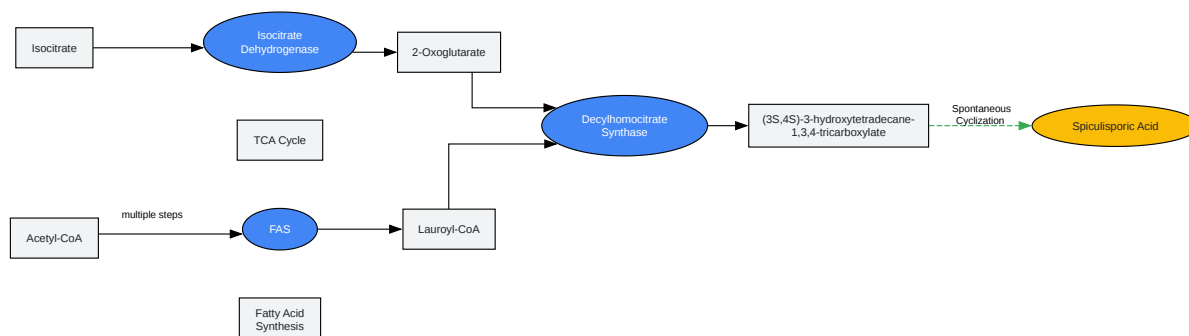 Isocitrate
Isocitrate
Dehydrogenase
2-Oxoglutarate
TCA Cycle
Decylhomocitrate
Synthase
(3S,4S)-3-hydroxytetradecane-
1,3,4-tricarboxylate
Spontaneous
Cyclization
Spiculisporic Acid
Acetyl-CoA
multiple steps
FAS
Lauroyl-CoA
Fatty Acid
Synthesis